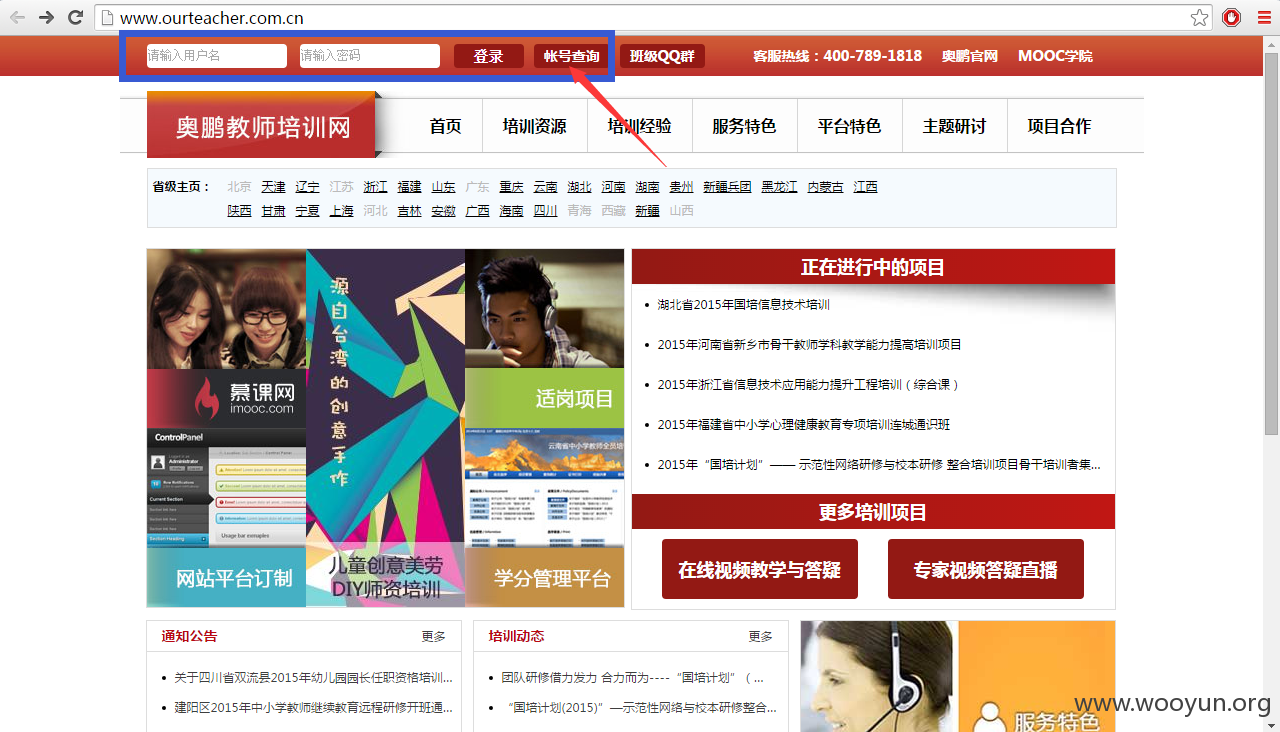 www.ourteacher.com.cn
请输入用户名 请输入密码 登录 帐号查询 班级QQ群 客服热线：400-789-1818 奥鹏官网 MOOC学院
奥鹏教师培训网 首页 培训资源 培训经验 服务特色 平台特色 主题研讨 项目合作
省级主页： 北京 天津 辽宁 江苏 浙江 福建 山东 广东 重庆 云南 湖北 河南 湖南 贵州 新疆兵团 黑龙江 内蒙古 江西
陕西 甘肃 宁夏 上海 河北 吉林 安徽 广西 海南 四川 青海 西藏 新疆 山西
慕课网
imooc.com
ControlPanel
Administrator
Current Section
Section Heading
Usage bar exmaples
网站平台订制
源自台湾的创意手作
儿童创意美劳
DIY师资培训
适岗项目
云南省中小学教师全员培
学分管理平台
正在进行中的项目
湖北省2015年国培信息技术培训
2015年河南省新乡市骨干教师学科教学能力提高培训项目
2015年浙江省信息技术应用能力提升工程培训（综合课）
2015年福建省中小学心理健康教育专项培训连城通识班
2015年“国培计划”—— 示范性网络研修与校本研修 整合培训项目骨干培训者集...
更多培训项目
在线视频教学与答疑 专家视频答疑直播
通知公告 更多
关于四川省双流县2015年幼儿园园长任职资格培训...
建阳区2015年中小学教师继续教育远程研修开班通...
培训动态 更多
团队研修借力发力 合力而为----“国培计划”（...
“国培计划(2015)”—示范性网络与校本研修整合...
服务特色
www.wooyun.org